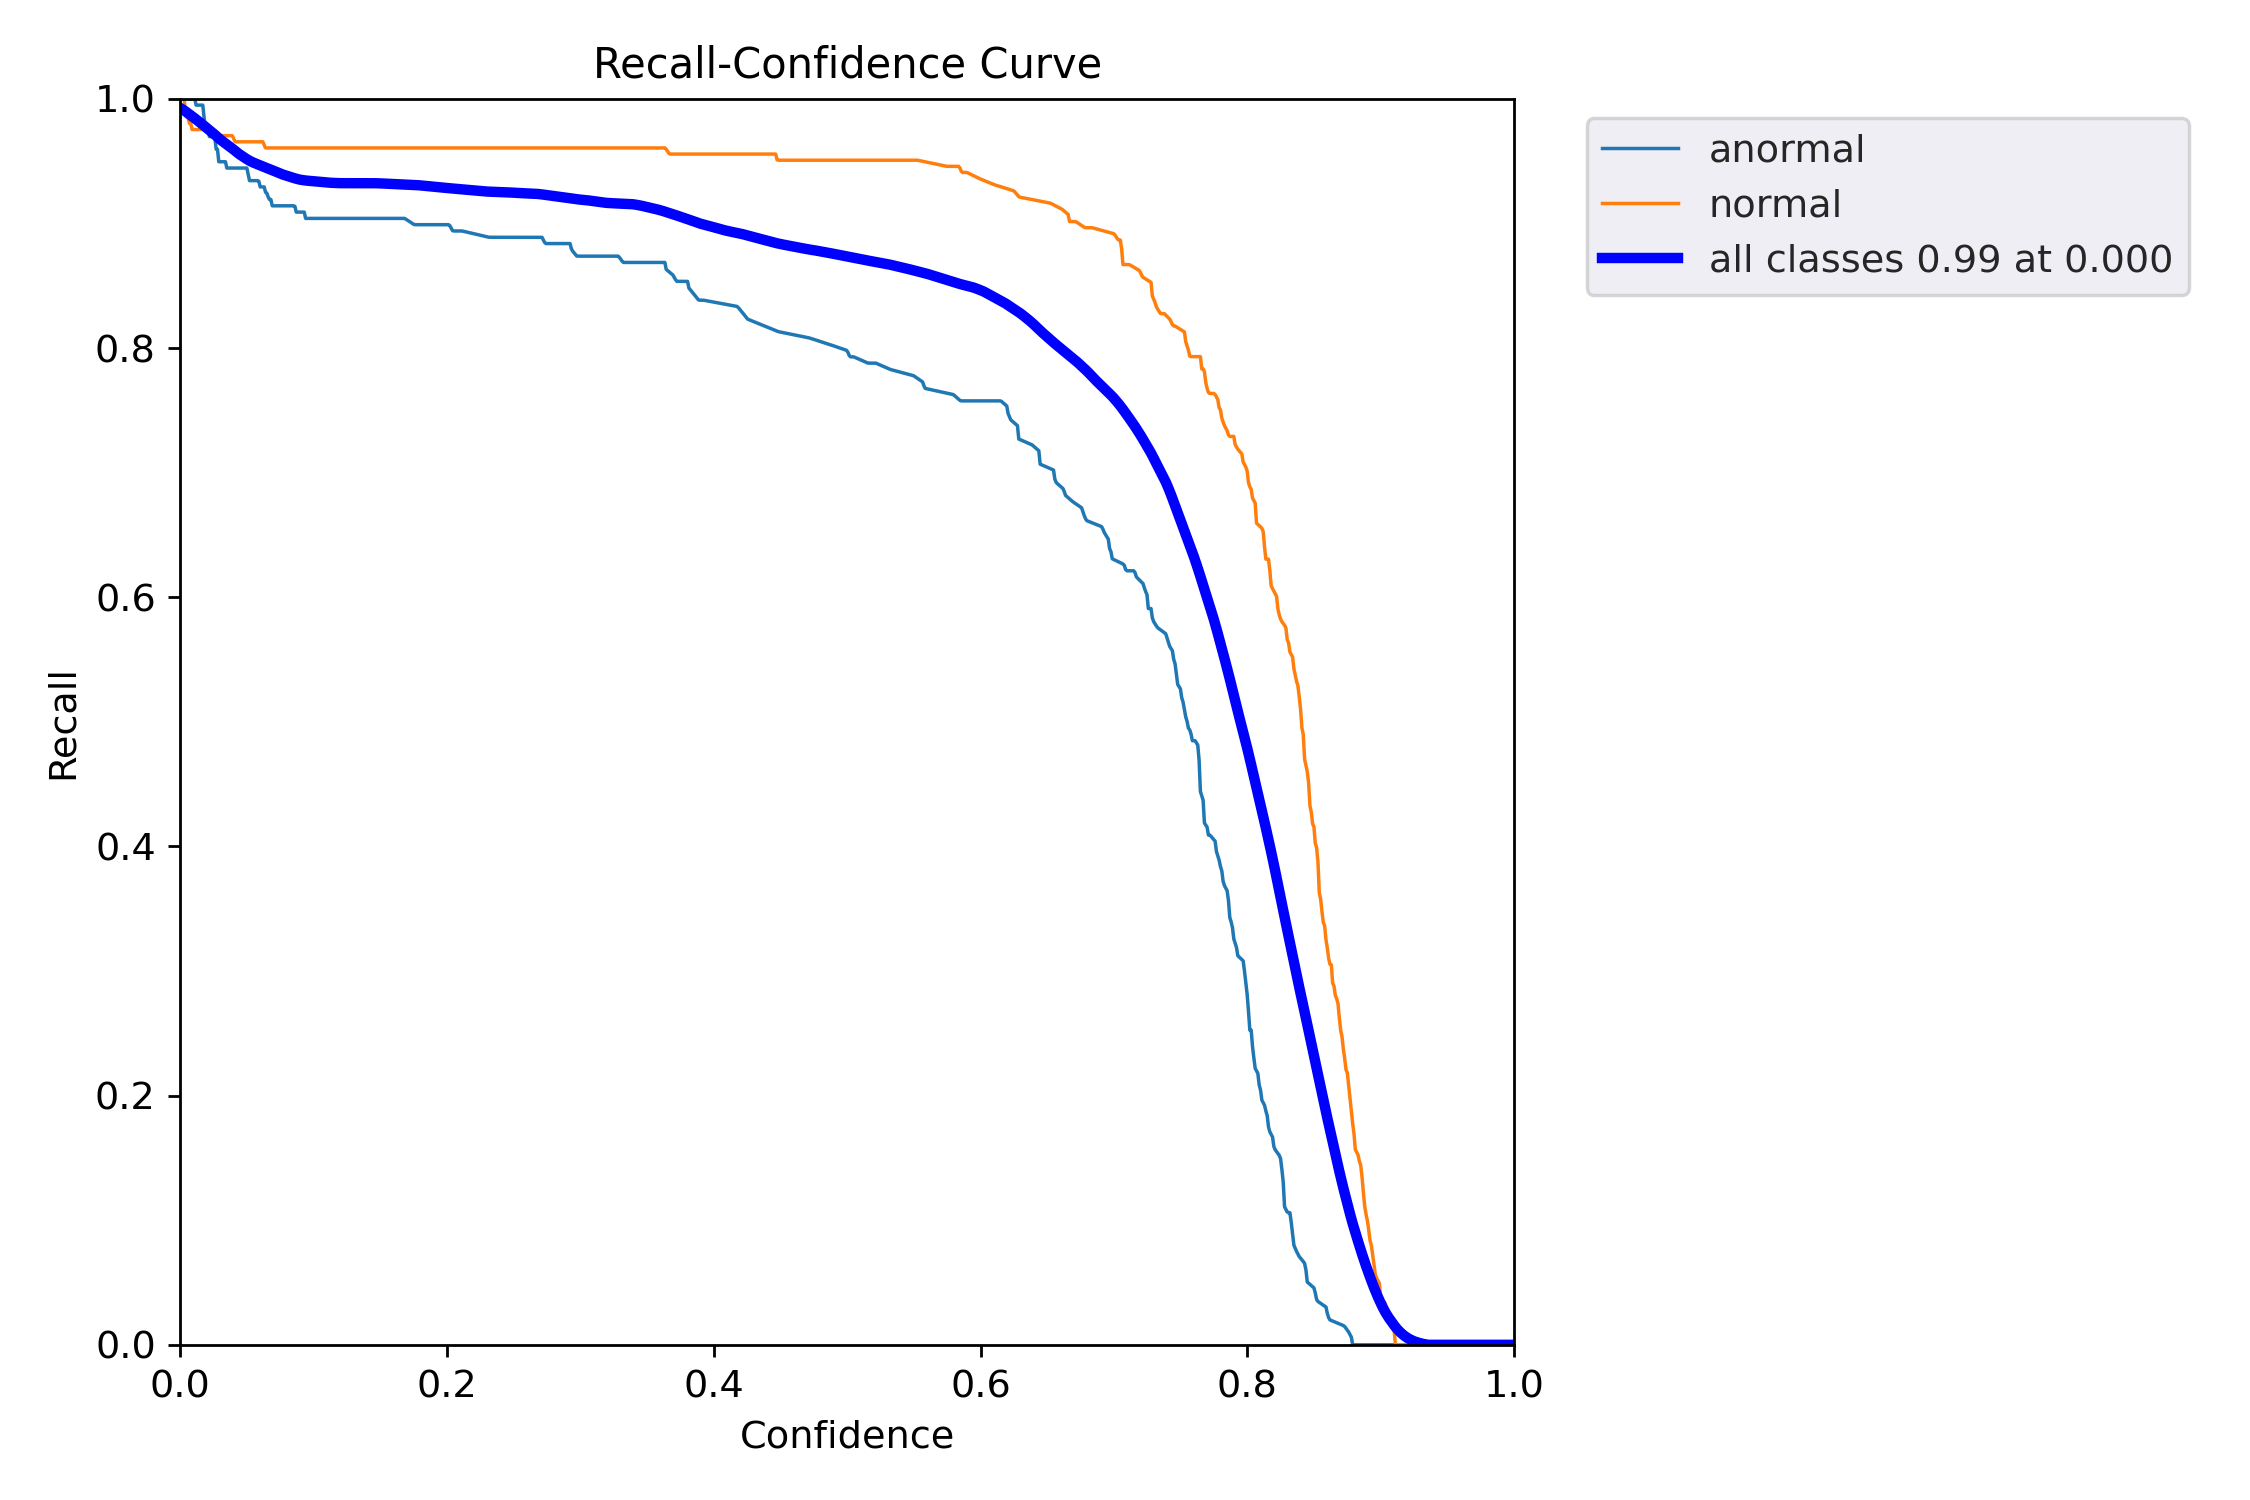 Recall-Confidence Curve
1.0
0.8
0.6
0.4
0.2
0.0
Recall
0.0 0.2 0.4 0.6 0.8 1.0
Confidence
anormal
normal
all classes 0.99 at 0.000